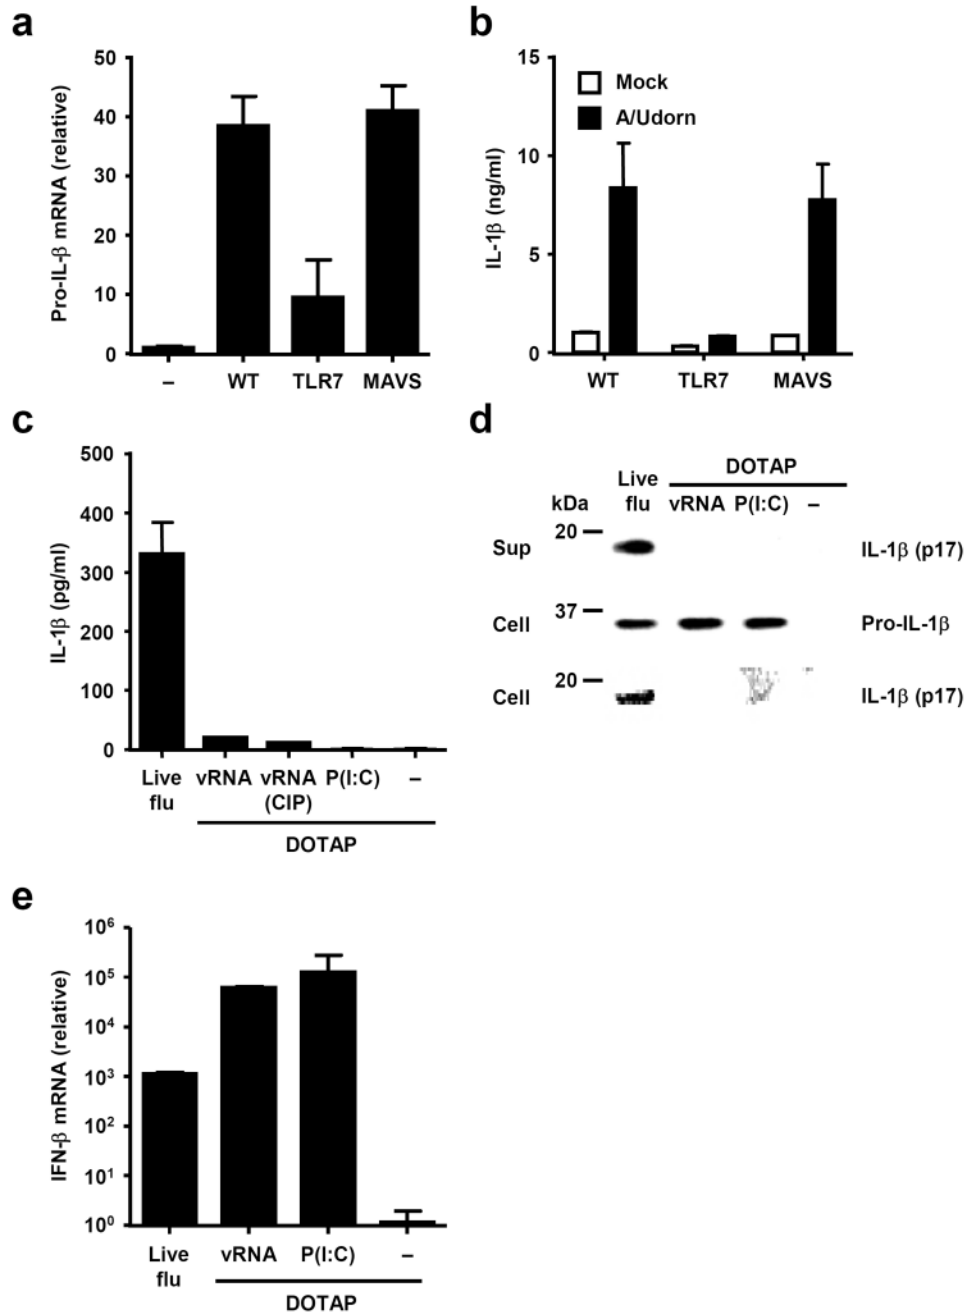 a
Pro-IL-β mRNA (relative)
50
40
30
20
10
0
–
WT
TLR7
MAVS
b
IL-1β (ng/ml)
15
10
5
0
Mock
A/Udorn
WT
TLR7
MAVS
c
IL-1β (pg/ml)
500
400
300
200
100
0
Live
flu
vRNA
vRNA
(CIP)
P(I:C)
–
DOTAP
d
DOTAP
Live
flu
kDa
vRNA
P(I:C)
–
Sup
20
IL-1β (p17)
Cell
37
Pro-IL-1β
Cell
20
IL-1β (p17)
e
IFN-β mRNA (relative)
10⁶
10⁵
10⁴
10³
10²
10¹
10⁰
Live
flu
vRNA
P(I:C)
–
DOTAP